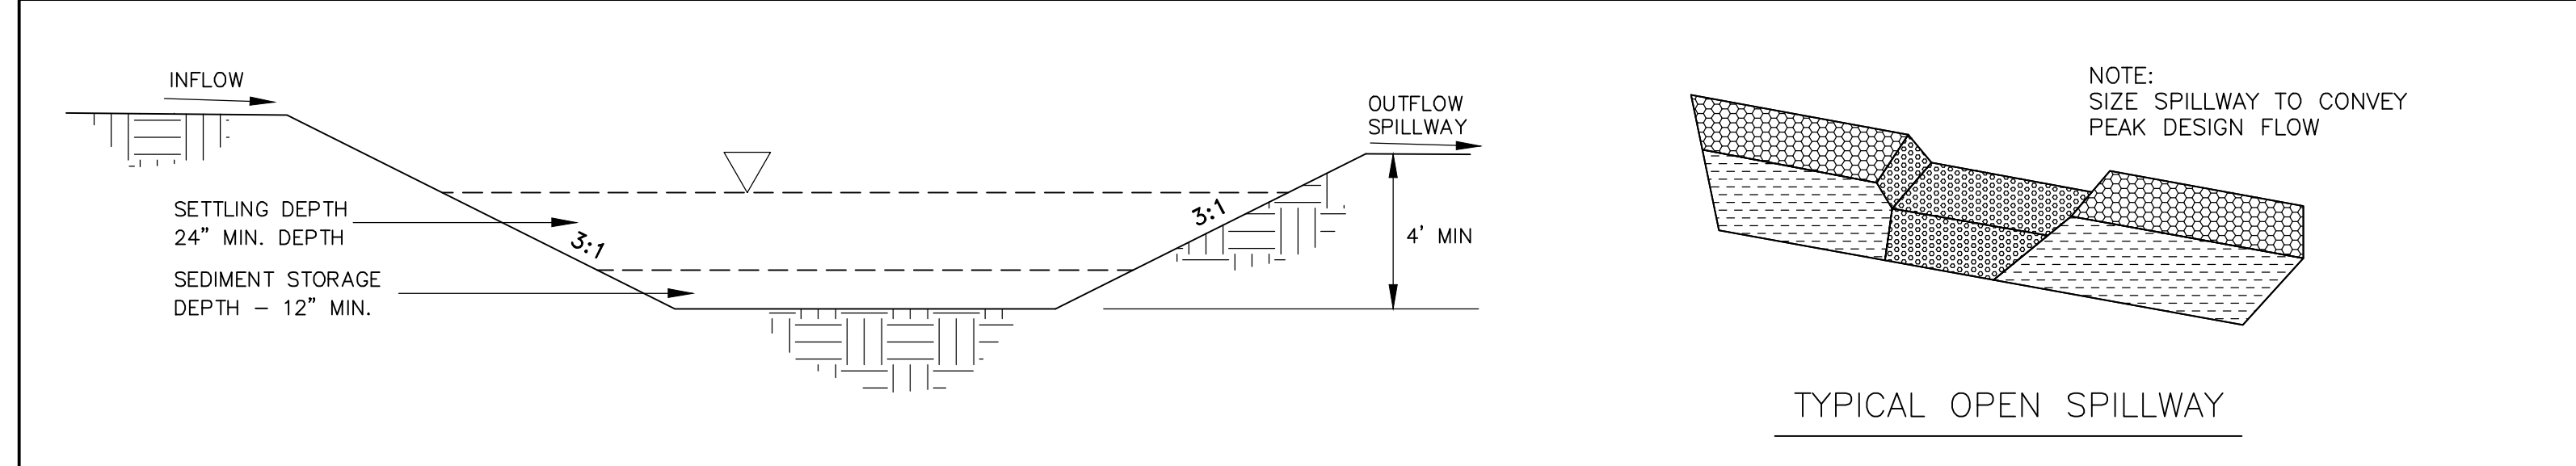 INFLOW
SETTLING DEPTH
24” MIN. DEPTH
3:1
SEDIMENT STORAGE
DEPTH – 12” MIN.
3:1
OUTFLOW
SPILLWAY
4' MIN
NOTE:
SIZE SPILLWAY TO CONVEY
PEAK DESIGN FLOW
TYPICAL OPEN SPILLWAY